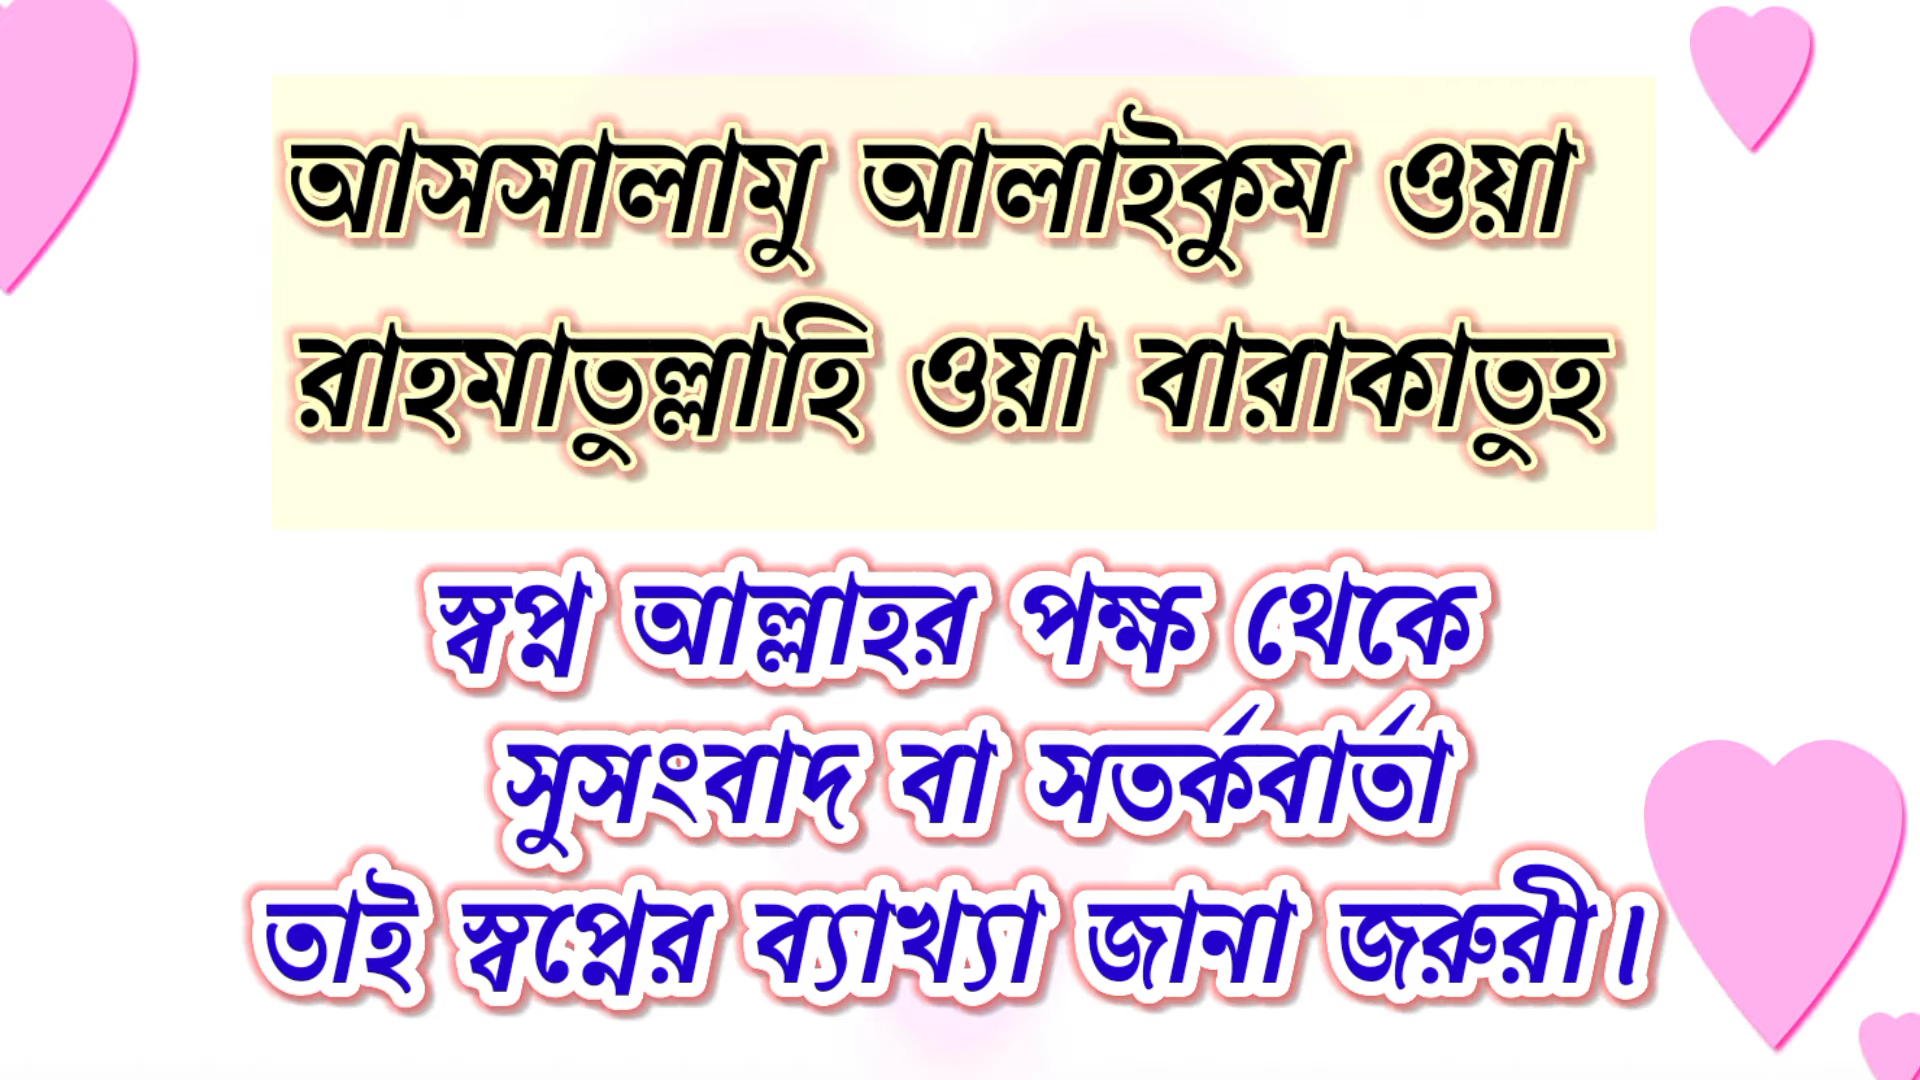 আসসালামু আলাইকুম ওয়া
রাহমাতুল্লাহি ওয়া বারাকাতুহ
স্বপ্ন আল্লাহর পক্ষ থেকে
সুসংবাদ বা সতর্কবার্তা
তাই স্বপ্নের ব্যাখ্যা জানা জরুরী।